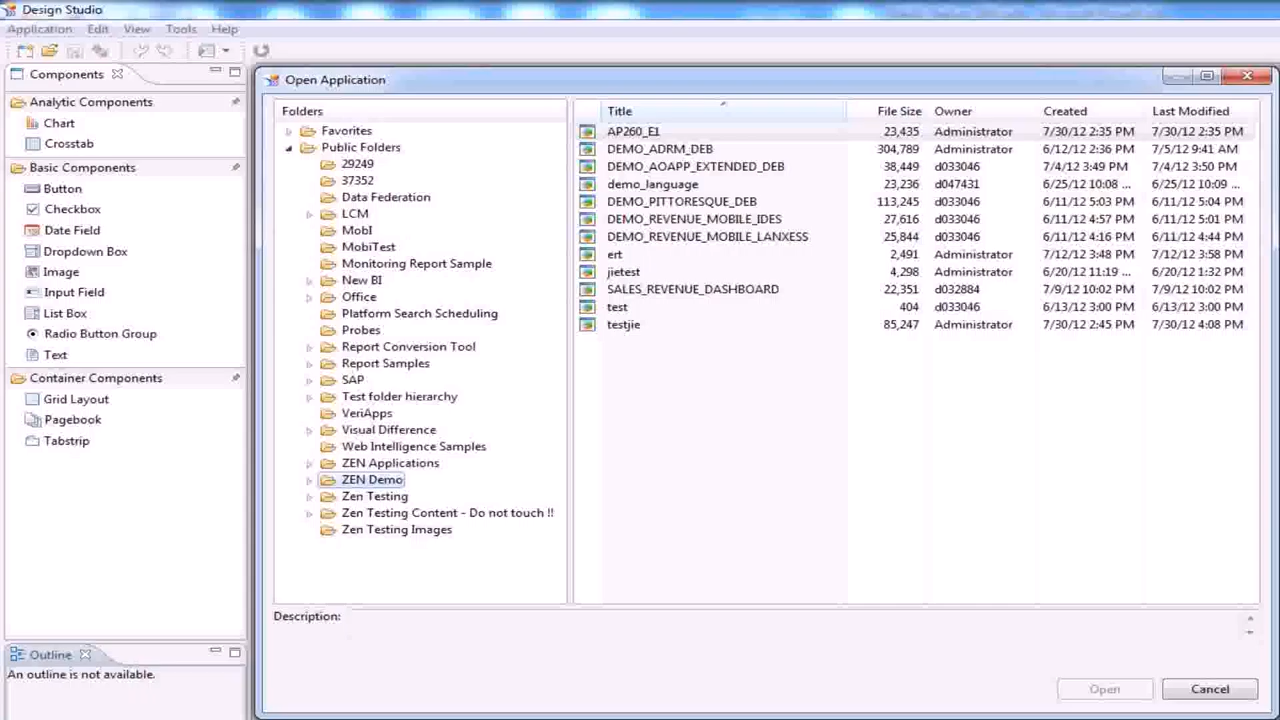 Design Studio
Application Edit View Tools Help
Components
Analytic Components
Chart
Crosstab
Basic Components
Button
Checkbox
Date Field
Dropdown Box
Image
Input Field
List Box
Radio Button Group
Text
Container Components
Grid Layout
Pagebook
Tabstrip
Outline
An outline is not available.
Open Application
Folders
Favorites
Public Folders
29249
37352
Data Federation
LCM
MobI
MobiTest
Monitoring Report Sample
New BI
Office
Platform Search Scheduling
Probes
Report Conversion Tool
Report Samples
SAP
Test folder hierarchy
VeriApps
Visual Difference
Web Intelligence Samples
ZEN Applications
ZEN Demo
Zen Testing
Zen Testing Content - Do not touch !!
Zen Testing Images
Title File Size Owner Created Last Modified
AP260_E1 23,435 Administrator 7/30/12 2:35 PM 7/30/12 2:35 PM
DEMO_ADRM_DEB 304,789 Administrator 6/12/12 2:36 PM 7/5/12 9:41 AM
DEMO_AOAPP_EXTENDED_DEB 38,449 d033046 7/4/12 3:49 PM 7/4/12 3:50 PM
demo_language 23,236 d047431 6/25/12 10:08 ... 6/25/12 10:09 ...
DEMO_PITTORESQUE_DEB 113,245 d033046 6/11/12 5:03 PM 6/11/12 5:04 PM
DEMO_REVENUE_MOBILE_IDES 27,616 d033046 6/11/12 4:57 PM 6/11/12 5:01 PM
DEMO_REVENUE_MOBILE_LANXESS 25,844 d033046 6/11/12 4:16 PM 6/11/12 4:44 PM
ert 2,491 Administrator 7/12/12 3:48 PM 7/12/12 3:58 PM
jietest 4,298 Administrator 6/20/12 11:19 ... 6/20/12 1:32 PM
SALES_REVENUE_DASHBOARD 22,351 d032884 7/9/12 10:02 PM 7/9/12 10:02 PM
test 404 d033046 6/13/12 3:00 PM 6/13/12 3:00 PM
testjie 85,247 Administrator 7/30/12 2:45 PM 7/30/12 4:08 PM
Description:
Open Cancel